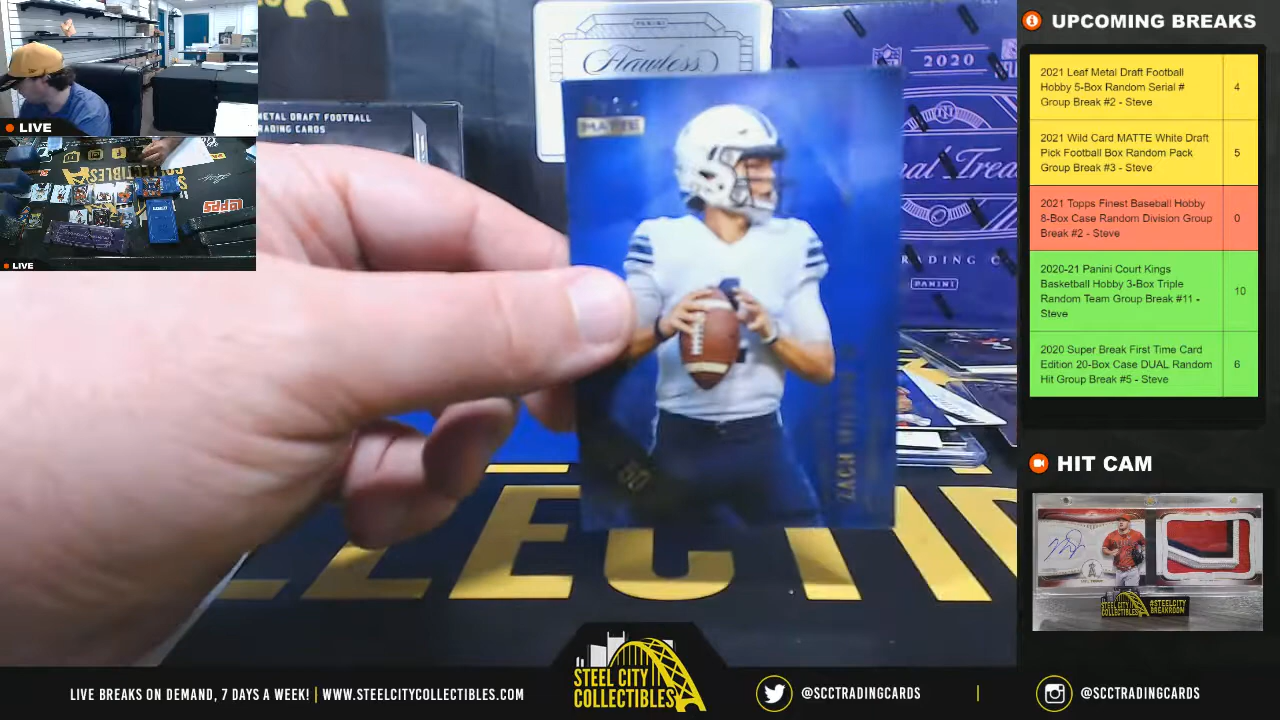 LIVE
LIVE
METAL DRAFT FOOTBALL
TRADING CARDS
PANINI
Flawless
2020
PANINI
MATTE
ZACH WILSON
UPCOMING BREAKS
2021 Leaf Metal Draft Football
Hobby 5-Box Random Serial #
Group Break #2 - Steve
4
2021 Wild Card MATTE White Draft
Pick Football Box Random Pack
Group Break #3 - Steve
5
2021 Topps Finest Baseball Hobby
8-Box Case Random Division Group
Break #2 - Steve
0
2020-21 Panini Court Kings
Basketball Hobby 3-Box Triple
Random Team Group Break #11 -
Steve
10
2020 Super Break First Time Card
Edition 20-Box Case DUAL Random
Hit Group Break #5 - Steve
6
HIT CAM
#STEELCITY
BREAKROOM
LIVE BREAKS ON DEMAND, 7 DAYS A WEEK! | WWW.STEELCITYCOLLECTIBLES.COM
STEEL CITY
COLLECTIBLES
@SCCTRADINGCARDS
@SCCTRADINGCARDS